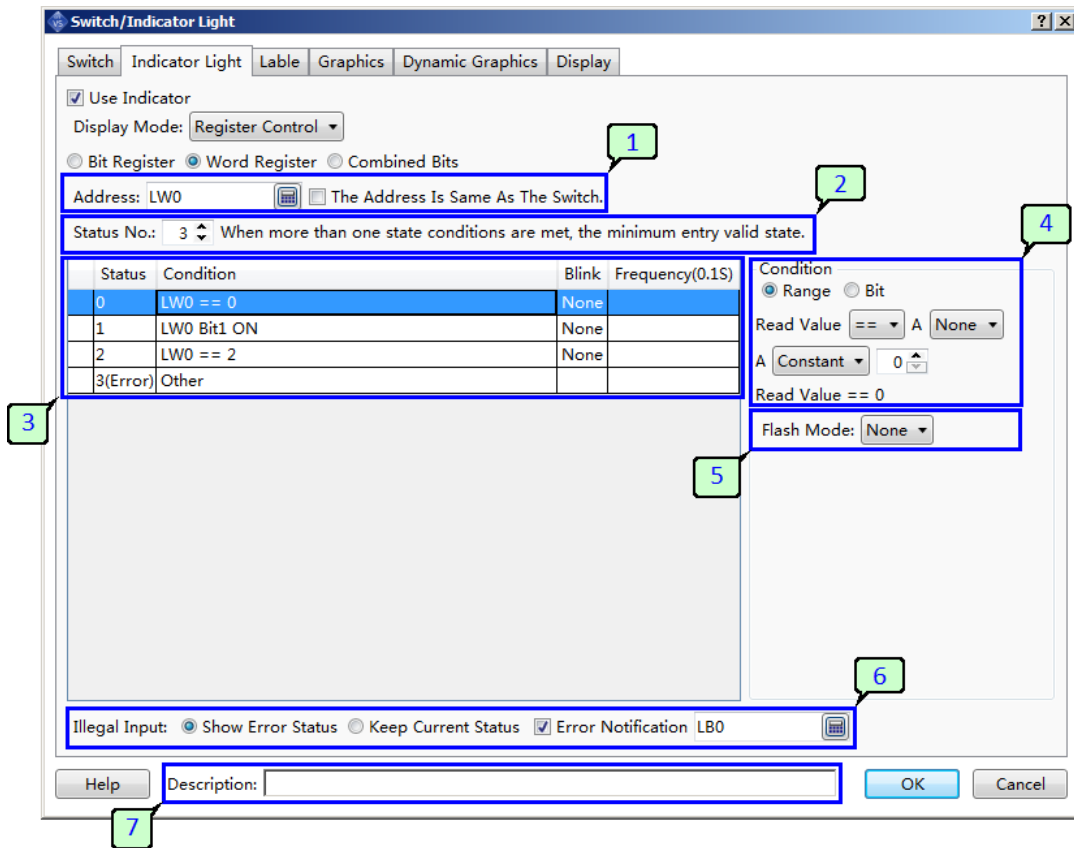 Switch/Indicator Light
Switch Indicator Light Lable Graphics Dynamic Graphics Display
Use Indicator
Display Mode: Register Control
1
Bit Register Word Register Combined Bits
2
Address: LW0 The Address Is Same As The Switch.
4
Status No.: 3 When more than one state conditions are met, the minimum entry valid state.
Status Condition Blink Frequency(0.1S)
0 LW0 == 0 None
1 LW0 Bit1 ON None
2 LW0 == 2 None
3(Error) Other
3
Condition
Range Bit
Read Value == A None
A Constant 0
Read Value == 0
Flash Mode: None
5
6
Illegal Input: Show Error Status Keep Current Status Error Notification LB0
Help Description: OK Cancel
7